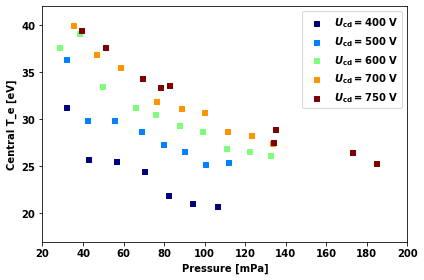 U_cd = 400 V
U_cd = 500 V
U_cd = 600 V
U_cd = 700 V
U_cd = 750 V
Central T_e [eV]
40
35
30
25
20
20 40 60 80 100 120 140 160 180 200
Pressure [mPa]